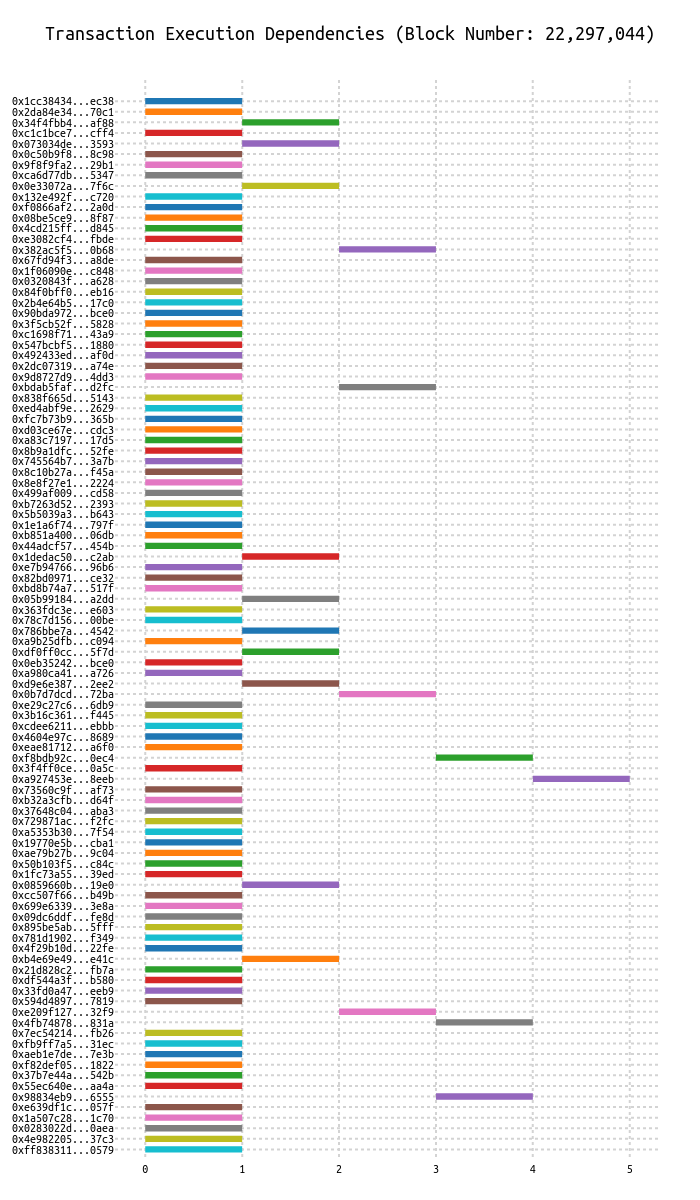 Transaction Execution Dependencies (Block Number: 22,297,044)
0x1cc38434...ec38
0x2da84e34...70c1
0x34f4fbb4...af88
0xc1c1bce7...cff4
0x073034de...3593
0x0c50b9f8...8c98
0x9f8f9fa2...29b1
0xca6d77db...5347
0x0e33072a...7f6c
0x132e492f...c720
0xf0866af2...2a0d
0x08be5ce9...8f87
0x4cd215ff...d845
0xe3082cf4...fbde
0x382ac5f5...0b68
0x67fd94f3...a8de
0x1f06090e...c848
0x0320843f...a628
0x84f0bff0...eb16
0x2b4e64b5...17c0
0x90bda972...bce0
0x3f5cb52f...5828
0xc1698f71...43a9
0x547bcbf5...1880
0x492433ed...af0d
0x2dc07319...a74e
0x9d8727d9...4dd3
0xbdab5faf...d2fc
0x838f665d...5143
0xed4abf9e...2629
0xfc7b73b9...365b
0xd03ce67e...cdc3
0xa83c7197...17d5
0x8b9a1dfc...52fe
0x745564b7...3a7b
0x8c10b27a...f45a
0x8e8f27e1...2224
0x499af009...cd58
0xb7263d52...2393
0x5b5039a3...b643
0x1e1a6f74...797f
0xb851a400...06db
0x44adcf57...454b
0x1dedac50...c2ab
0xe7b94766...96b6
0x82bd0971...ce32
0xbd8b74a7...517f
0x05b99184...a2dd
0x363fdc3e...e603
0x78c7d156...00be
0x786bbe7a...4542
0xa9b25dfb...c094
0xdf0ff0cc...5f7d
0x0eb35242...bce0
0xa980ca41...a726
0xd9e6e387...2ee2
0x0b7d7dcd...72ba
0xe29c27c6...6db9
0x3b16c361...f445
0xcdee6211...ebbb
0x4604e97c...8689
0xeae81712...a6f0
0xf8bdb92c...0ec4
0x3f4ff0ce...0a5c
0xa927453e...8eeb
0x73560c9f...af73
0xb32a3cfb...d64f
0x37648c04...aba3
0x729871ac...f2fc
0xa5353b30...7f54
0x19770e5b...cba1
0xae79b27b...9c04
0x50b103f5...c84c
0x1fc73a55...39ed
0x0859660b...19e0
0xcc507f66...b49b
0x699e6339...3e8a
0x09dc6ddf...fe8d
0x895be5ab...5fff
0x781d1902...f349
0x4f29b10d...22fe
0xb4e69e49...e41c
0x21d828c2...fb7a
0xdf544a3f...b580
0x33fd0a47...eeb9
0x594d4897...7819
0xe209f127...32f9
0x4fb74878...831a
0x7ec54214...fb26
0xfb9ff7a5...31ec
0xaeb1e7de...7e3b
0xf82def05...1822
0x37b7e44a...542b
0x55ec640e...aa4a
0x98834eb9...6555
0xe639df1c...057f
0x1a507c28...1c70
0x0283022d...0aea
0x4e982205...37c3
0xff838311...0579
0 1 2 3 4 5